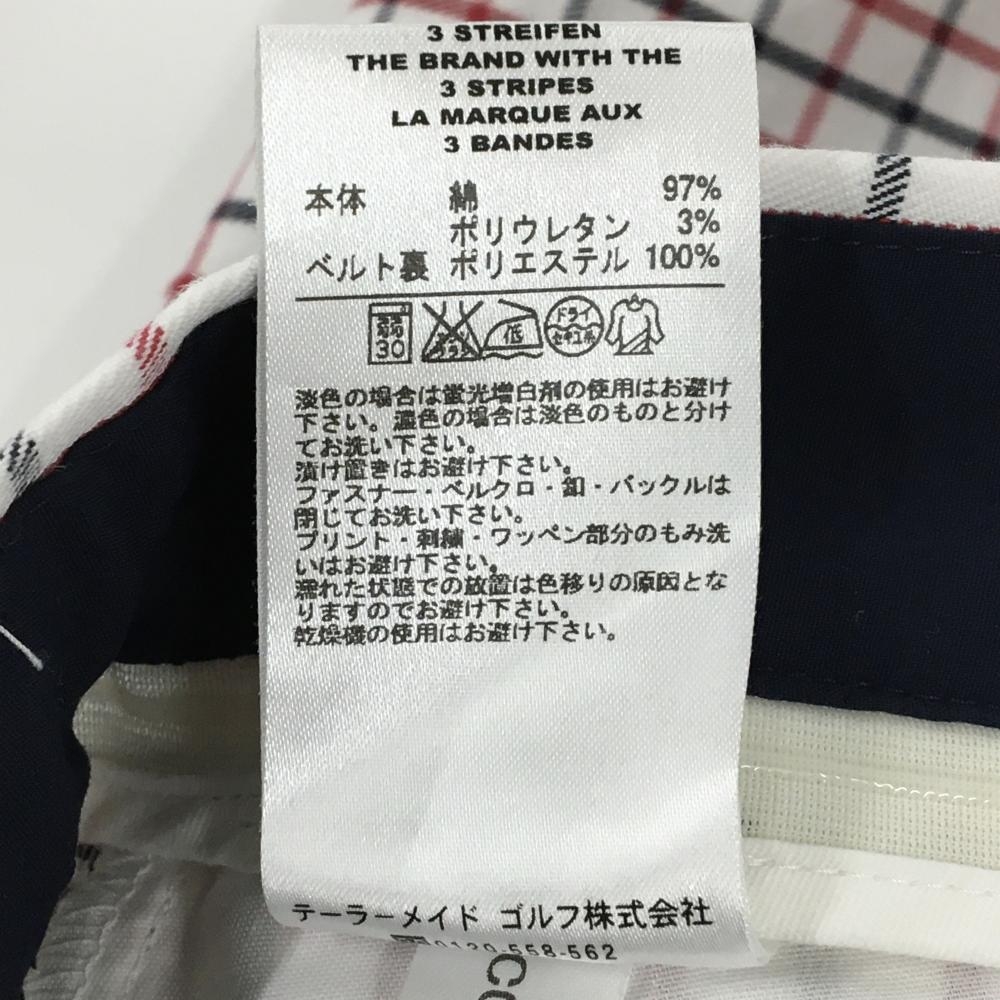 3 STREIFEN
THE BRAND WITH THE
3 STRIPES
LA MARQUE AUX
3 BANDES
本体 綿 97%
ポリウレタン 3%
ベルト裏 ポリエステル 100%
弱 30 低 ドライ セキユ系
淡色の場合は蛍光増白剤の使用はお避け
下さい。濃色の場合は淡色のものと分け
てお洗い下さい。
漬け置きはお避け下さい。
ファスナー・ベルクロ・釦・バックルは
閉じてお洗い下さい。
プリント・刺繍・ワッペン部分のもみ洗
いはお避け下さい。
濡れた状態での放置は色移りの原因とな
りますのでお避け下さい。
乾燥機の使用はお避け下さい。
テーラーメイド ゴルフ株式会社
0120-558-562